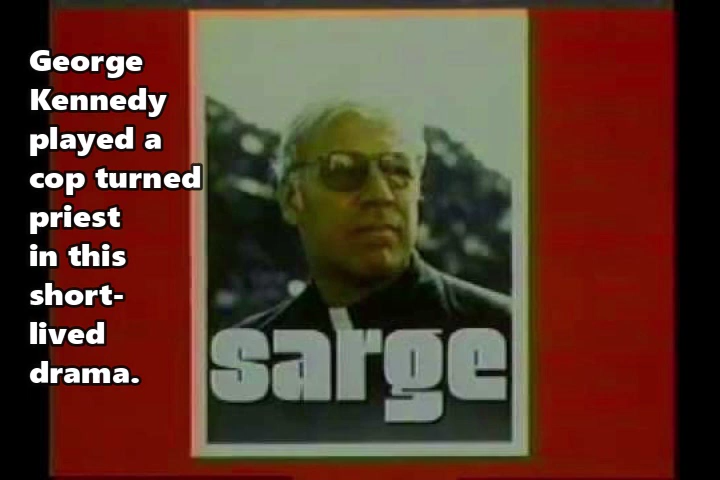 George
Kennedy
played a
cop turned
priest
in this
short-
lived
drama.
sarge